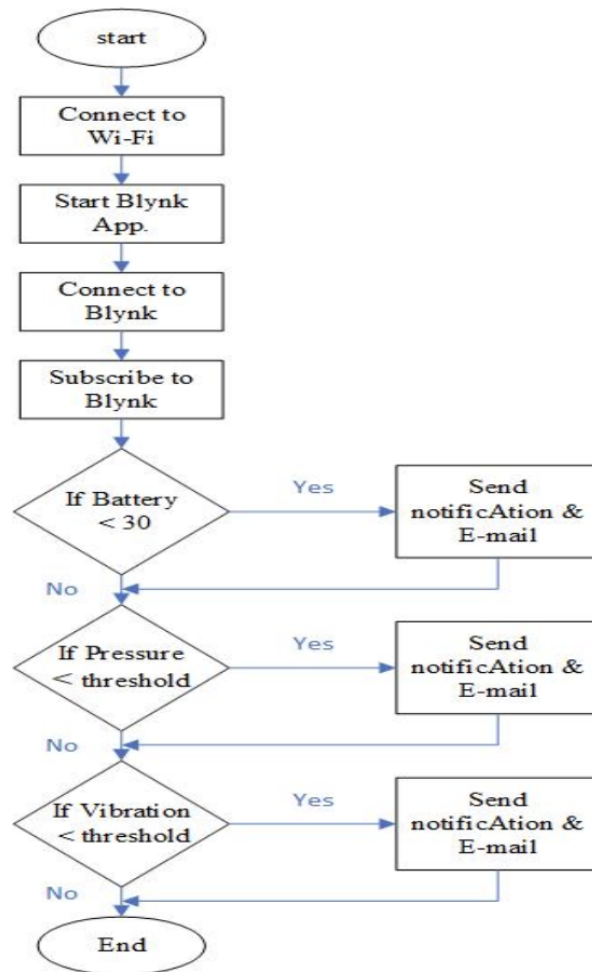 start
Connect to
Wi-Fi
Start Blynk
App.
Connect to
Blynk
Subscribe to
Blynk
If Battery
< 30
Yes
Send
notificAtion &
E-mail
No
If Pressure
< threshold
Yes
Send
notificAtion &
E-mail
No
If Vibration
< threshold
Yes
Send
notificAtion &
E-mail
No
End